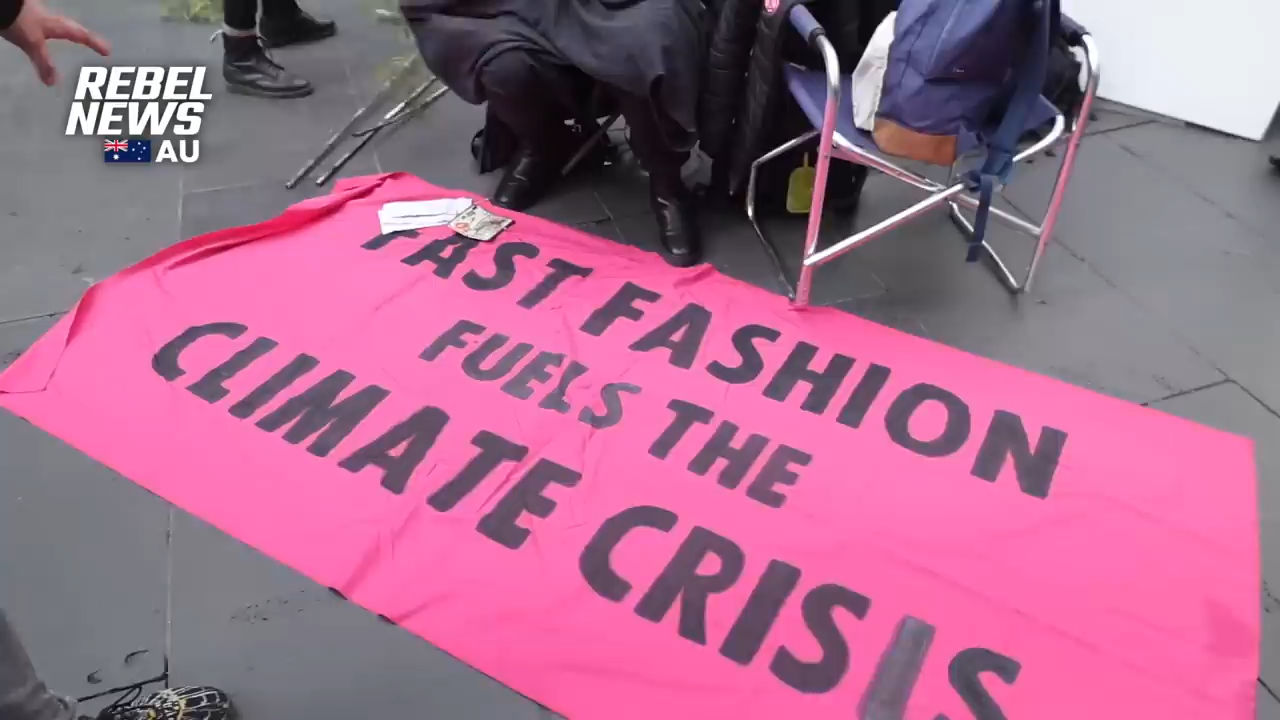 REBEL
NEWS
AU
FAST FASHION
FUELS THE
CLIMATE CRISIS